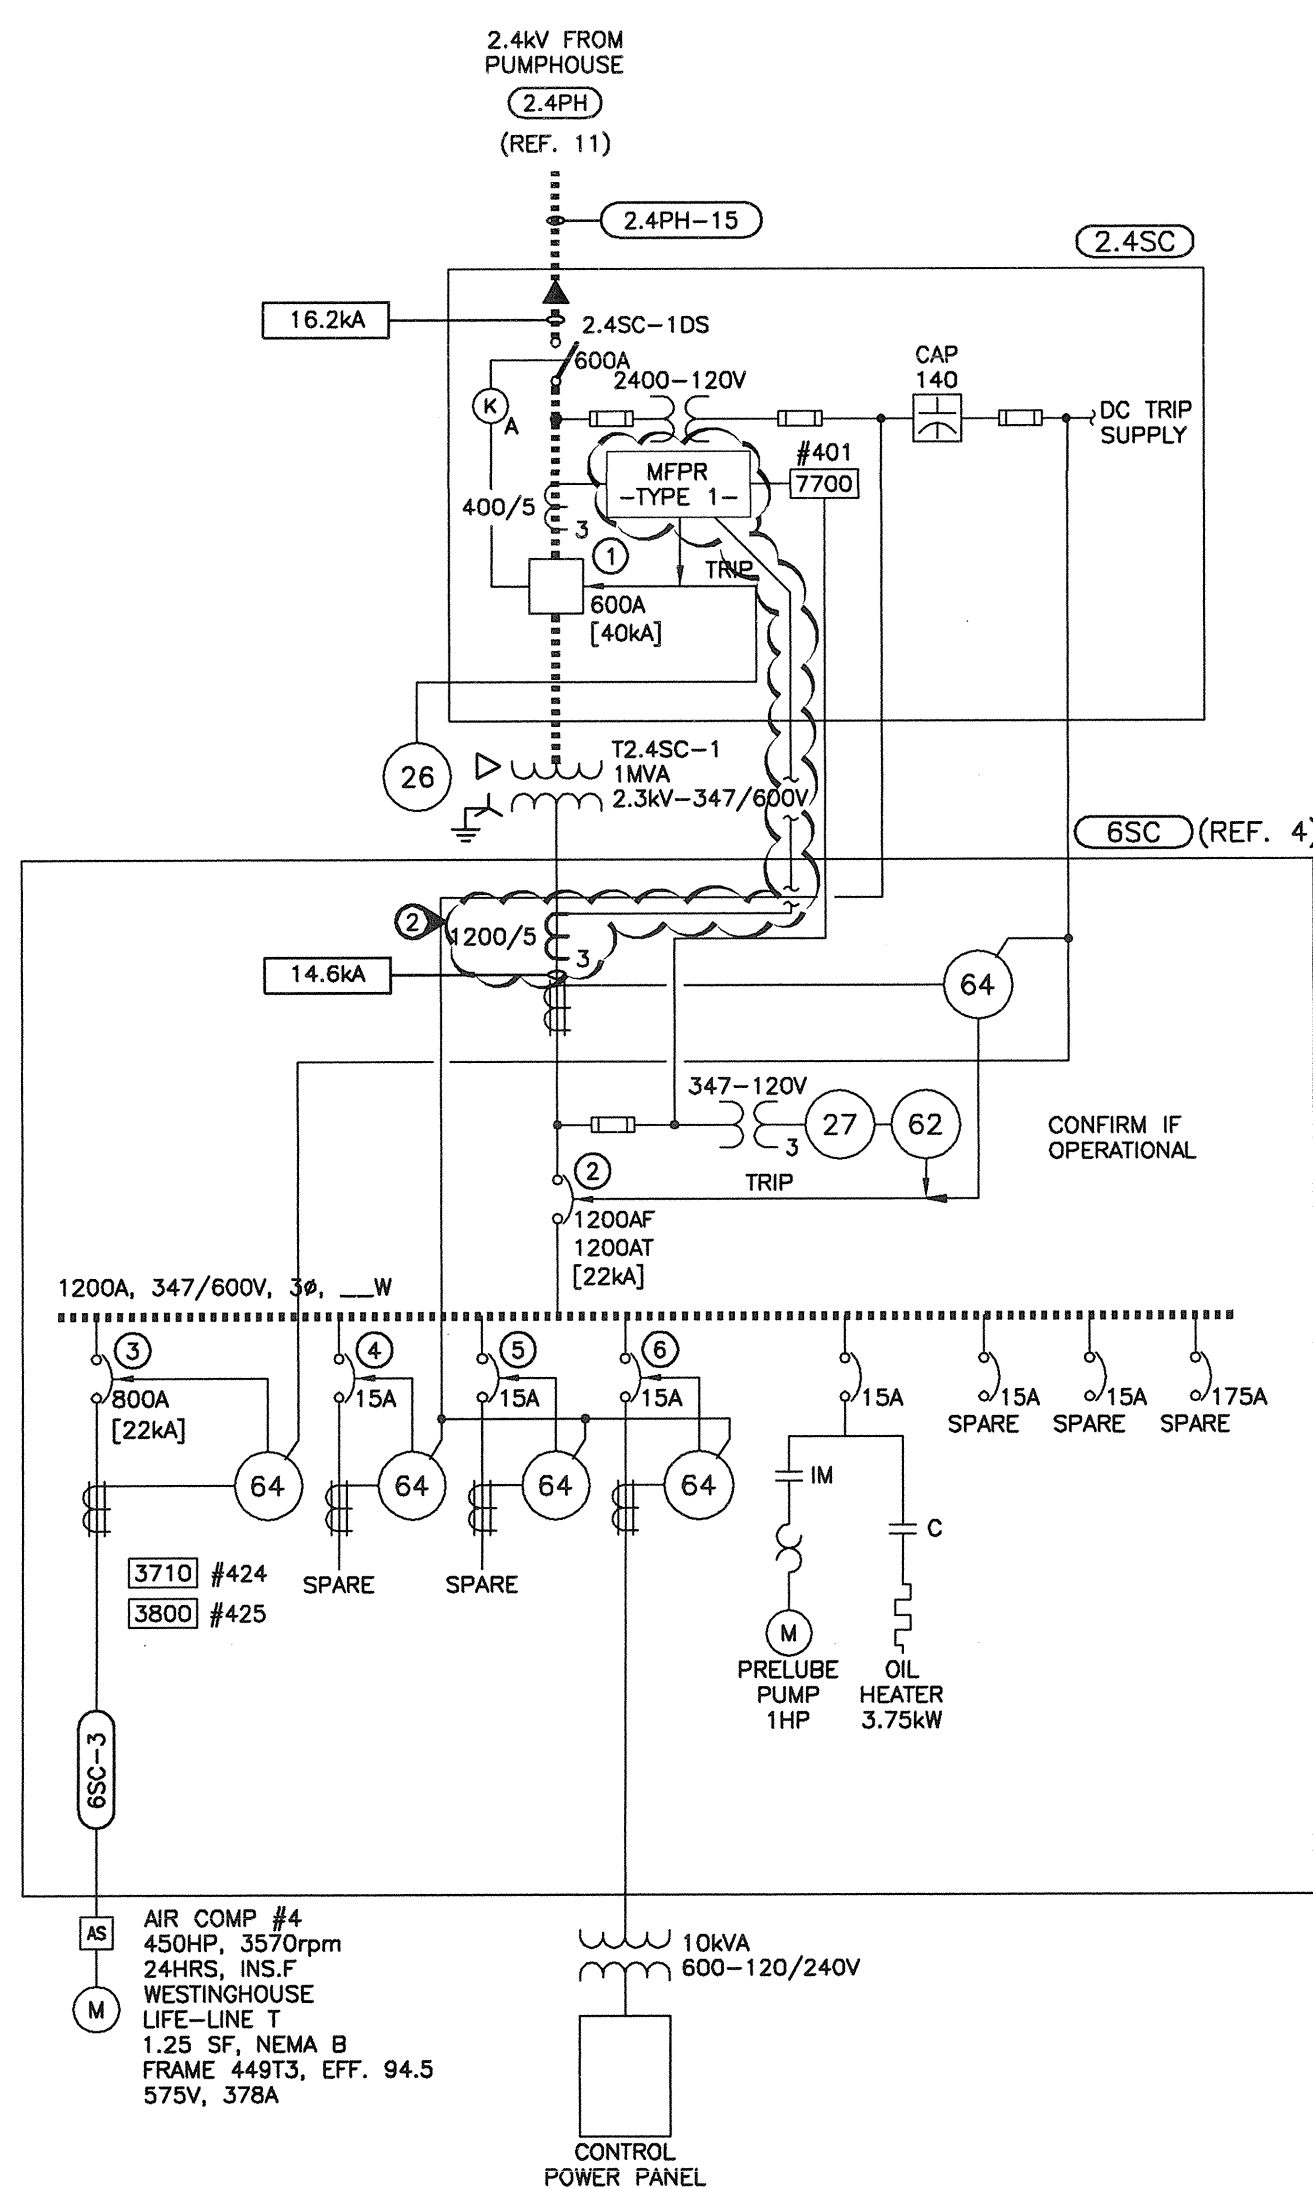 2.4kV FROM
PUMPHOUSE
2.4PH
(REF. 11)
2.4PH-15
2.4SC
16.2kA
2.4SC-1DS
600A
2400-120V
CAP
140
K
A
DC TRIP
SUPPLY
#401
7700
MFPR
-TYPE 1-
400/5
3
1
TRIP
600A
[40kA]
26
T2.4SC-1
1MVA
2.3kV-347/600V
6SC
(REF. 4)
2
1200/5
3
14.6kA
64
347-120V
3
27
62
CONFIRM IF
OPERATIONAL
2
TRIP
1200AF
1200AT
[22kA]
1200A, 347/600V, 3ø, __W
3
4
5
6
800A
[22kA]
15A
15A
15A
15A
15A
15A
175A
SPARE
SPARE
SPARE
64
64
64
64
IM
C
3710 #424
3800 #425
SPARE
SPARE
M
PRELUBE
PUMP
1HP
OIL
HEATER
3.75kW
6SC-3
AS
M
AIR COMP #4
450HP, 3570rpm
24HRS, INS.F
WESTINGHOUSE
LIFE-LINE T
1.25 SF, NEMA B
FRAME 449T3, EFF. 94.5
575V, 378A
10kVA
600-120/240V
CONTROL
POWER PANEL